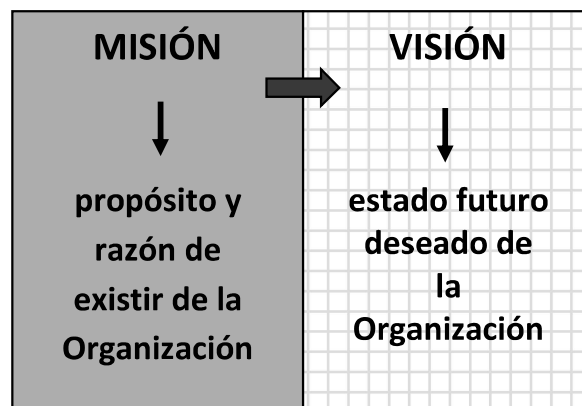 MISIÓN
propósito y
razón de
existir de la
Organización
VISIÓN
estado futuro
deseado de
la
Organización